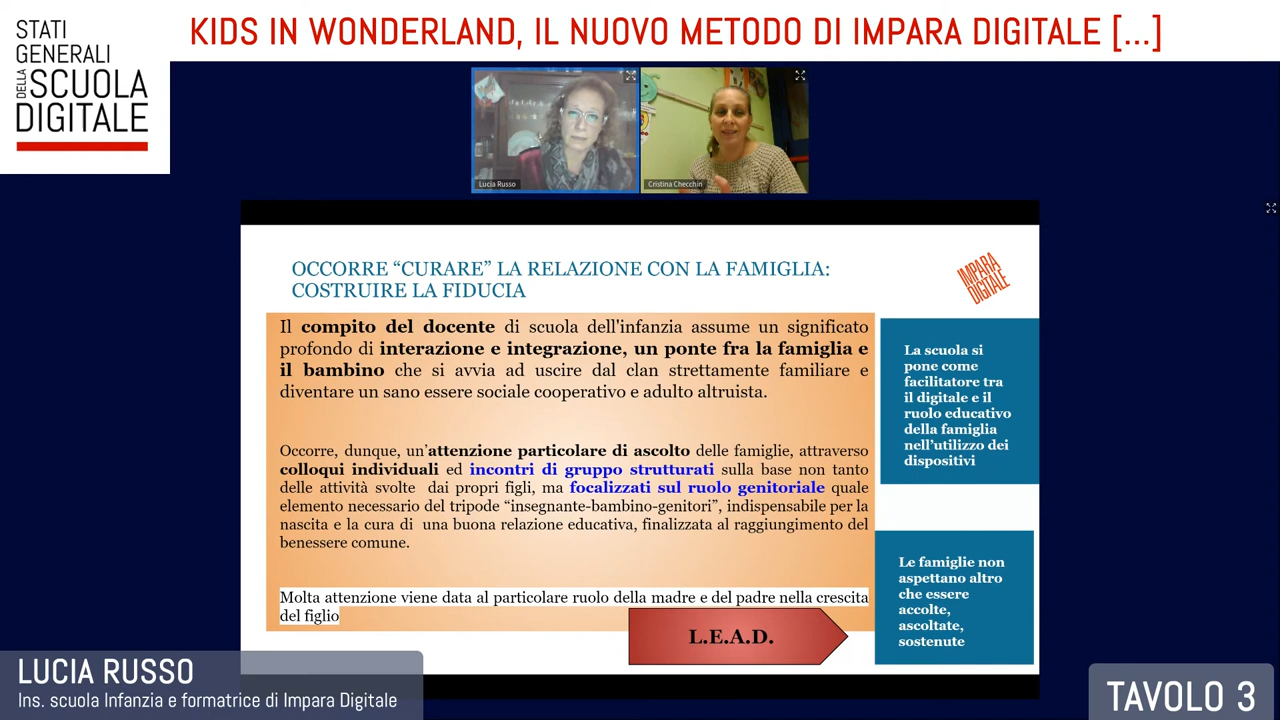 STATI
GENERALI
DELLA SCUOLA
DIGITALE
KIDS IN WONDERLAND, IL NUOVO METODO DI IMPARA DIGITALE [...]
Lucia Russo
Cristina Checchin
OCCORRE “CURARE” LA RELAZIONE CON LA FAMIGLIA:
COSTRUIRE LA FIDUCIA
IMPARA
DIGITALE
Il compito del docente di scuola dell'infanzia assume un significato
profondo di interazione e integrazione, un ponte fra la famiglia e
il bambino che si avvia ad uscire dal clan strettamente familiare e
diventare un sano essere sociale cooperativo e adulto altruista.
Occorre, dunque, un’attenzione particolare di ascolto delle famiglie, attraverso
colloqui individuali ed incontri di gruppo strutturati sulla base non tanto
delle attività svolte dai propri figli, ma focalizzati sul ruolo genitoriale quale
elemento necessario del tripode “insegnante-bambino-genitori”, indispensabile per la
nascita e la cura di una buona relazione educativa, finalizzata al raggiungimento del
benessere comune.
Molta attenzione viene data al particolare ruolo della madre e del padre nella crescita
del figlio
L.E.A.D.
La scuola si
pone come
facilitatore tra
il digitale e il
ruolo educativo
della famiglia
nell’utilizzo dei
dispositivi
Le famiglie non
aspettano altro
che essere
accolte,
ascoltate,
sostenute
LUCIA RUSSO
Ins. scuola Infanzia e formatrice di Impara Digitale
TAVOLO 3